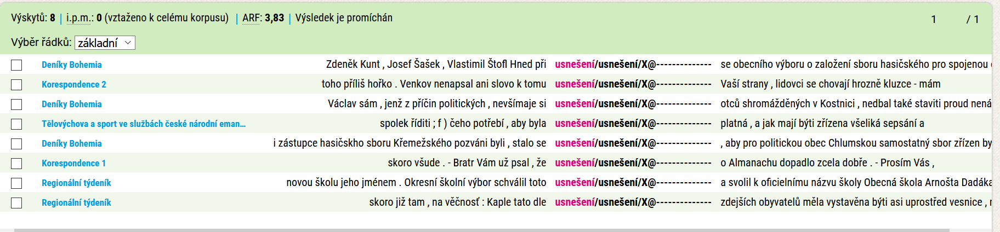 Výskytů: 8 | i.p.m.: 0 (vztaženo k celému korpusu) | ARF: 3,83 | Výsledek je promíchán 1 / 1
Výběr řádků: základní
Deníky Bohemia Zdeněk Kunt , Josef Šašek , Vlastimil Štofl Hned při usnešení/usnešení/X@-------------- se obecního výboru o založení sboru hasičského pro spojenou
Korespondence 2 toho příliš hořko . Venkov nenapsal ani slovo k tomu usnešení/usnešení/X@-------------- Vaší strany , lidovci se chovají hrozně kluzce - mám
Deníky Bohemia Václav sám , jenž z příčin politických , nevšímaje si usnešení/usnešení/X@-------------- otců shromážděných v Kostnici , nedbal také staviti proud nená
Tělovýchova a sport ve službách české národní eman... spolek říditi ; f ) čeho potřebí , aby byla usnešení/usnešení/X@-------------- platná , a jak mají býti zřízena všeliká sepsání a
Deníky Bohemia i zástupce hasičskho sboru Křemežského pozváni byli , stalo se usnešení/usnešení/X@-------------- , aby pro politickou obec Chlumskou samostatný sbor zřízen by
Korespondence 1 skoro všude . - Bratr Vám už psal , že usnešení/usnešení/X@-------------- o Almanachu dopadlo zcela dobře . - Prosím Vás ,
Regionální týdeník novou školu jeho jménem . Okresní školní výbor schválil toto usnešení/usnešení/X@-------------- a svolil k oficielnímu názvu školy Obecná škola Arnošta Dadáka
Regionální týdeník skoro již tam , na věčnosť : Kaple tato dle usnešení/usnešení/X@-------------- zdejších obyvatelů měla vystavěna býti asi uprostřed vesnice ,